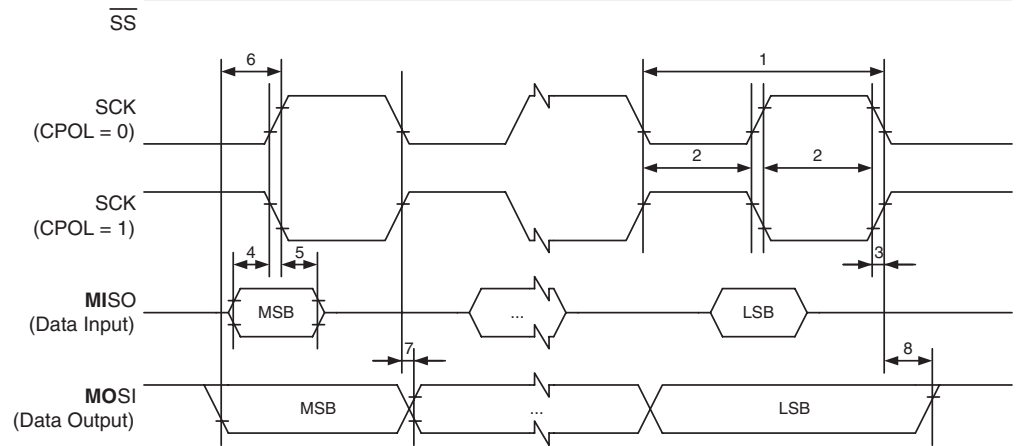 SS
6
1
SCK
(CPOL = 0)
2
2
SCK
(CPOL = 1)
4
5
3
MISO
(Data Input)
MSB
...
LSB
7
8
MOSI
(Data Output)
MSB
...
LSB